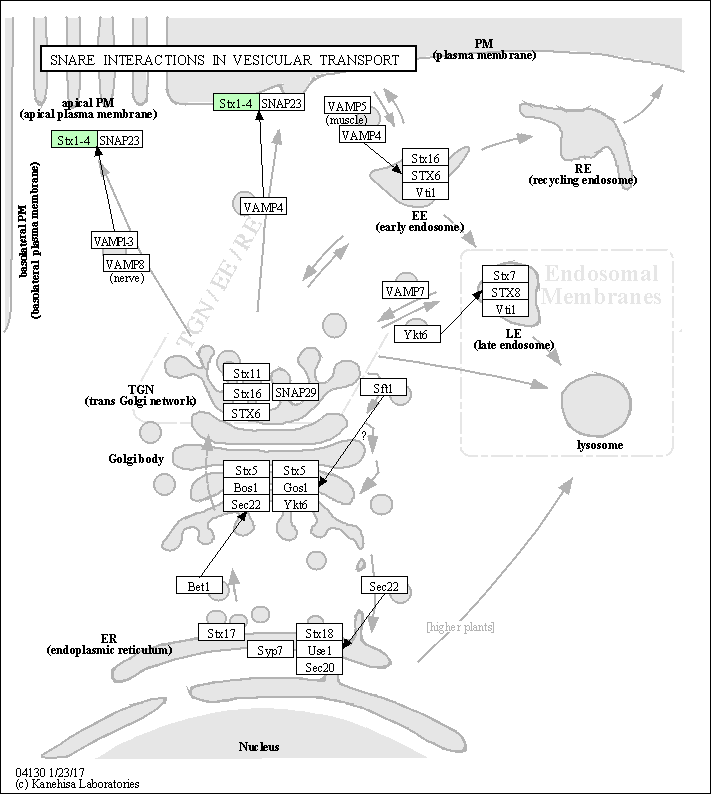 SNARE INTERACTIONS IN VESICULAR TRANSPORT
PM
(plasma membrane)
apical PM
(apical plasma membrane)
Stx1-4 SNAP23
Stx1-4 SNAP23
VAMP5
(muscle)
VAMP4
Stx16
STX6
Vti1
EE
(early endosome)
RE
(recycling endosome)
basolateral PM
(basolateral plasma membrane)
VAMP4
VAMP1-3
VAMP8
(nerve)
TGN / EE / RE
VAMP7
Ykt6
Endosomal
Membranes
Stx7
STX8
Vti1
LE
(late endosome)
lysosome
TGN
(trans Golgi network)
Stx11
Stx16 SNAP29
STX6
Sft1
?
Golgi body
Stx5 Stx5
Bos1 Gos1
Sec22 Ykt6
Bet1
Sec22
ER
(endoplasmic reticulum)
Stx17
Syp7
Stx18
Use1
Sec20
[higher plants]
Nucleus
04130 1/23/17
(c) Kanehisa Laboratories